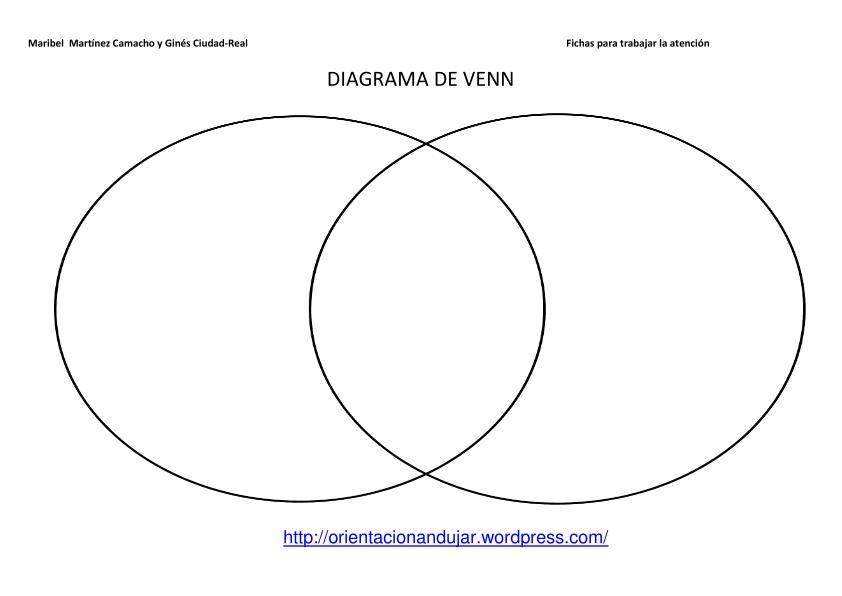 Maribel  Martínez Camacho y Ginés Ciudad-Real
Fichas para trabajar la atención
DIAGRAMA DE VENN
http://orientacionandujar.wordpress.com/